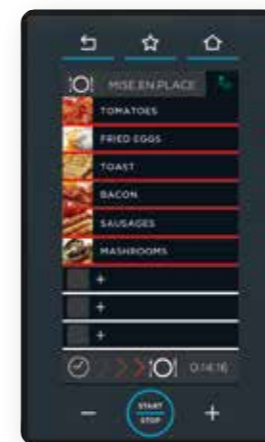 MISE EN PLACE
TOMATOES
FRIED EGGS
TOAST
BACON
SAUSAGES
MASHROOMS
+
+
+
0:14:16
− START STOP +